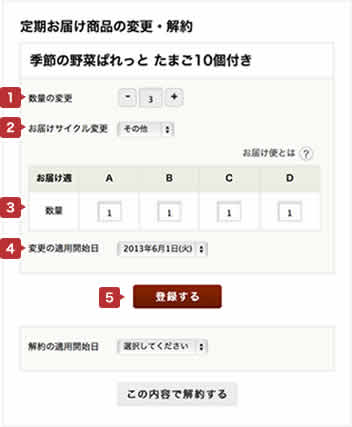 定期お届け商品の変更・解約
季節の野菜ぱれっと たまご10個付き
1 数量の変更 - 3 +
2 お届けサイクル変更 その他
お届け便とは ?
お届け週 A B C D
3 数量 1 1 1 1
4 変更の適用開始日 2013年6月1日(火)
5 登録する
解約の適用開始日 選択してください
この内容で解約する